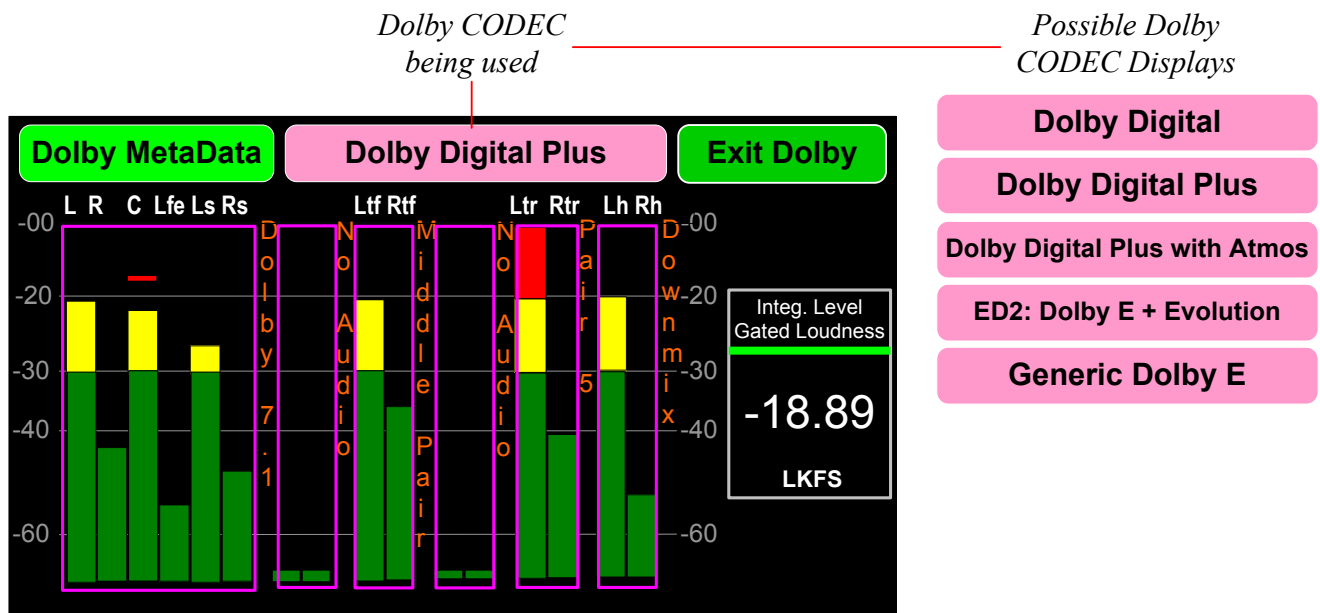 Dolby CODEC
being used
Possible Dolby
CODEC Displays
Dolby MetaData
Dolby Digital Plus
Exit Dolby
L R C Lfe Ls Rs Ltf Rtf Ltr Rtr Lh Rh
-00
-20
-30
-40
-60
Dolby 7.1
No Audio
Middle Pair
No Audio
Pair 5
Downmix
-00
-20
-30
-40
-60
Integ. Level
Gated Loudness
-18.89
LKFS
Dolby Digital
Dolby Digital Plus
Dolby Digital Plus with Atmos
ED2: Dolby E + Evolution
Generic Dolby E